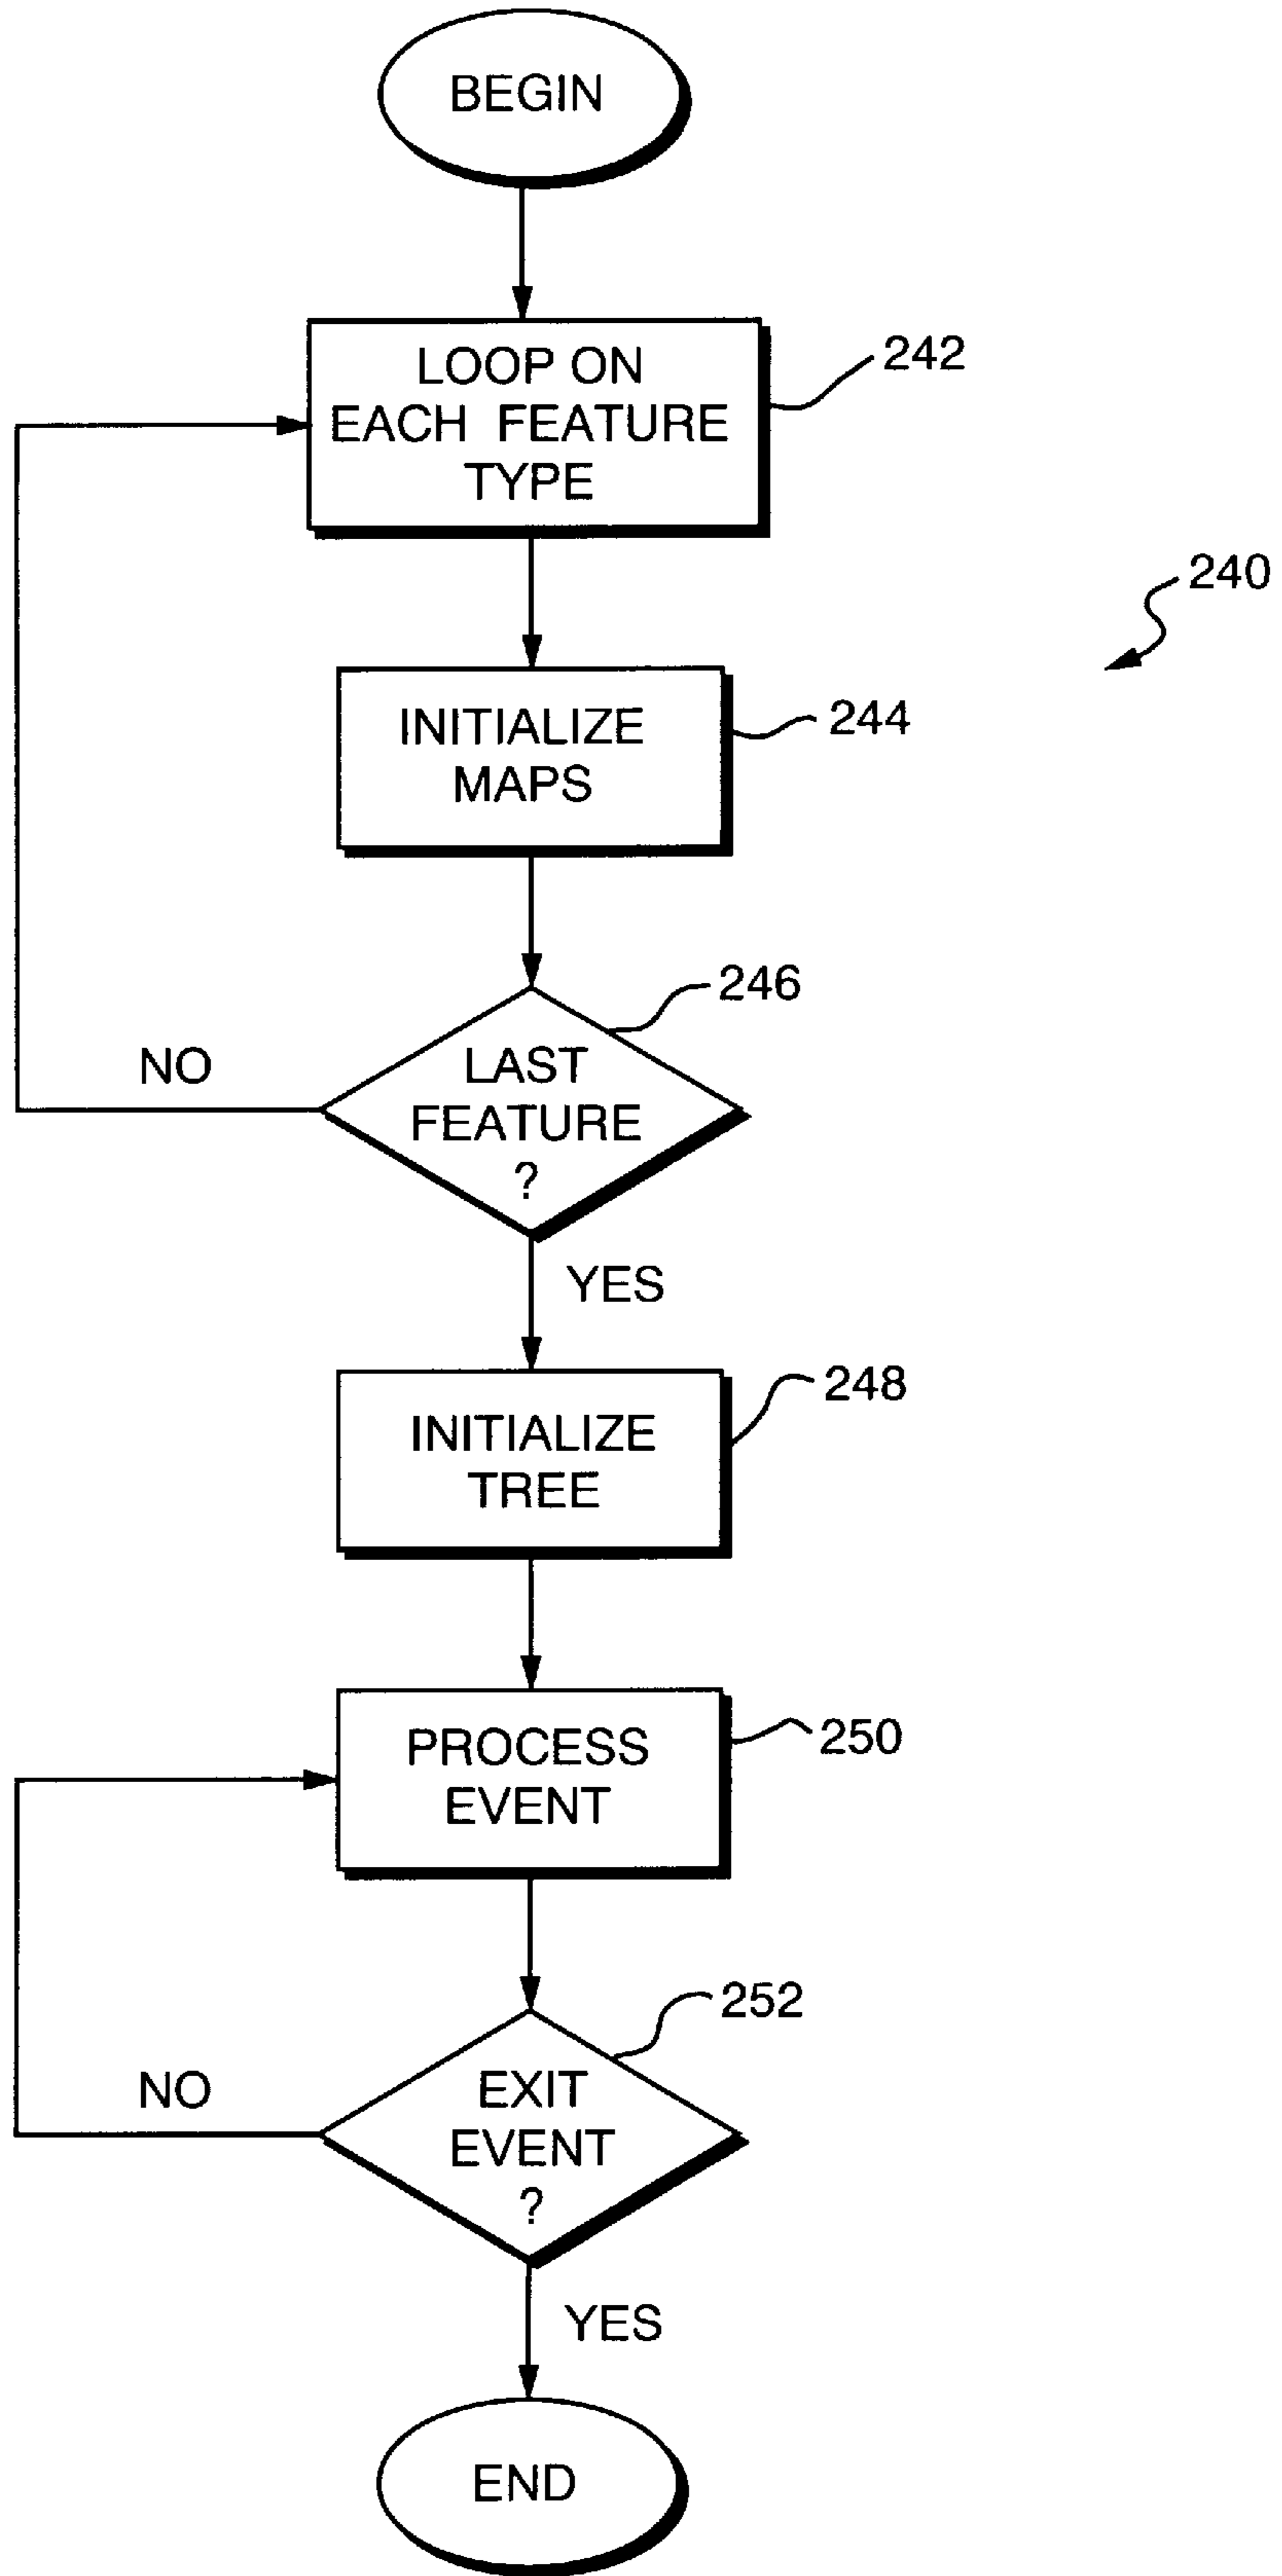 BEGIN
LOOP ON
EACH FEATURE
TYPE
242
240
INITIALIZE
MAPS
244
246
LAST
FEATURE
?
NO
YES
248
INITIALIZE
TREE
PROCESS
EVENT
250
252
EXIT
EVENT
?
NO
YES
END